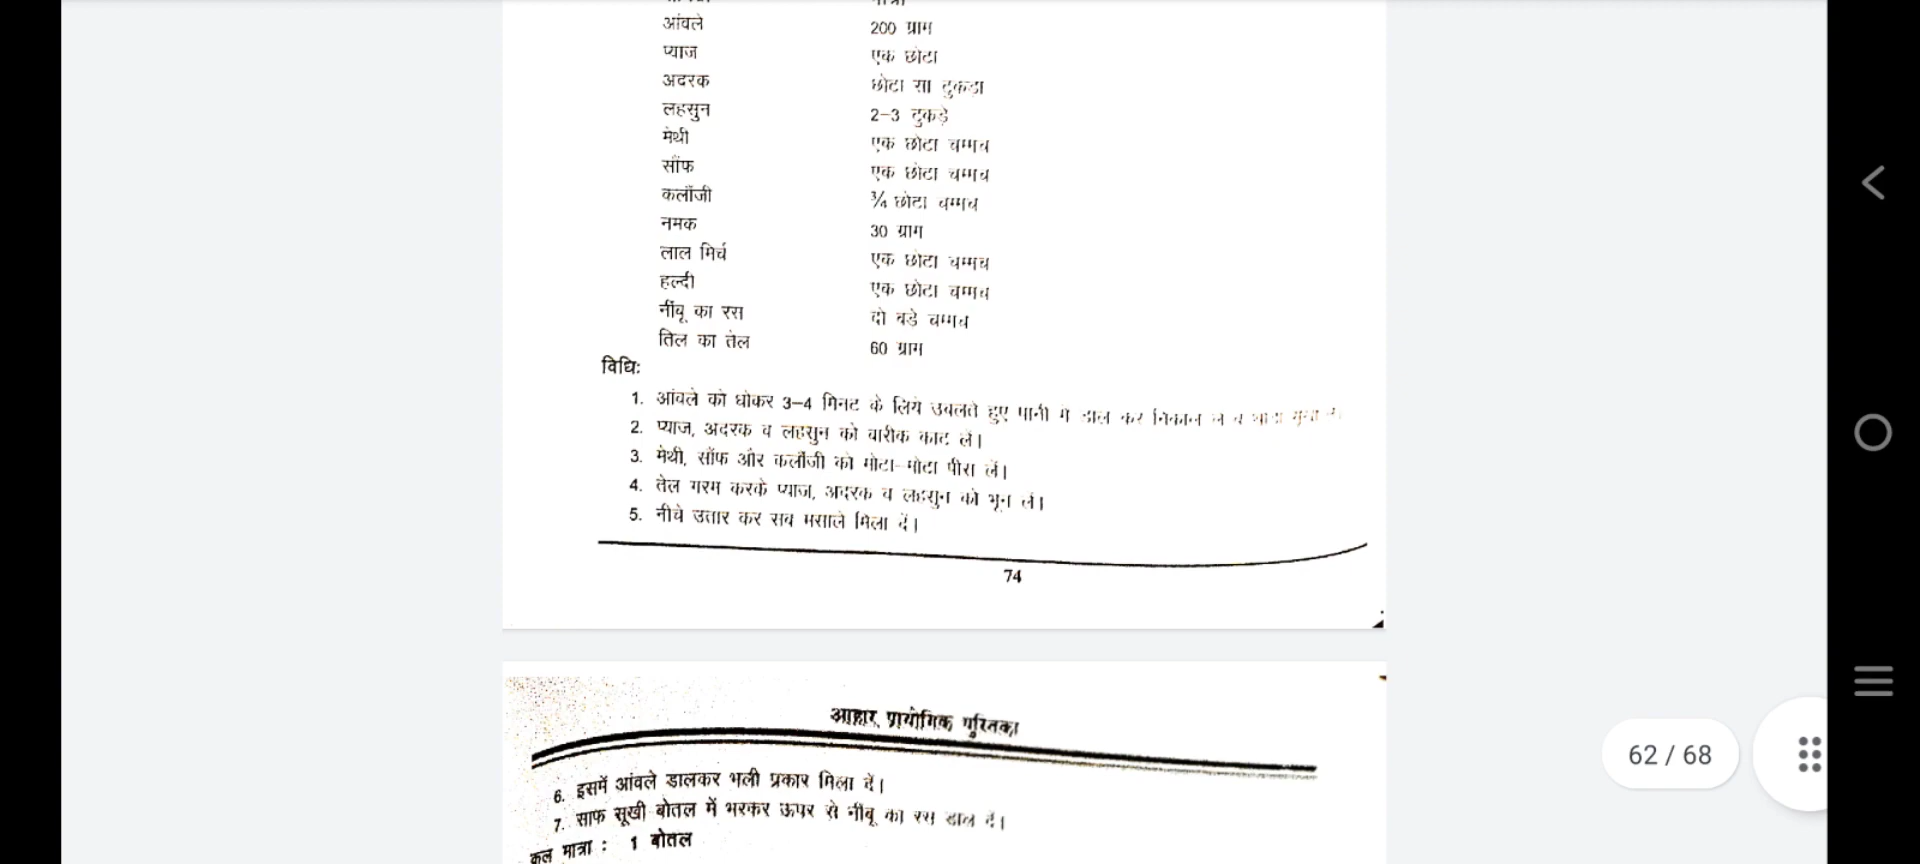 आंवले 200 ग्राम
प्याज एक छोटा
अदरक छोटा सा टुकड़ा
लहसुन 2-3 टुकड़े
मेथी एक छोटा चम्मच
सौंफ एक छोटा चम्मच
कलौंजी ¾ छोटा चम्मच
नमक 30 ग्राम
लाल मिर्च एक छोटा चम्मच
हल्दी एक छोटा चम्मच
नींबू का रस दो बड़े चम्मच
तिल का तेल 60 ग्राम
विधिः
1. आंवले को धोकर 3-4 मिनट के लिये उबलते हुए पानी में डाल कर निकाल लें व
2. प्याज, अदरक व लहसुन को बारीक काट लें।
3. मेथी, सौंफ और कलौंजी को मोटा-मोटा पीस लें।
4. तेल गरम करके प्याज, अदरक व लहसुन को भून लें।
5. नीचे उतार कर सब मसाले मिला दें।
74
आहार प्रायोगिक पुस्तिका
6. इसमें आंवले डालकर भली प्रकार मिला दें।
7. साफ सूखी बोतल में भरकर ऊपर से नींबू का रस डाल दें।
कुल मात्रा : 1 बोतल
62 / 68